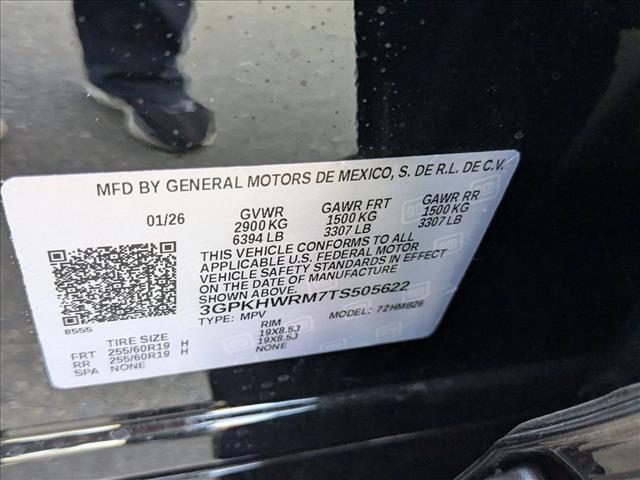 MFD BY GENERAL MOTORS DE MEXICO, S. DE R.L. DE C.V.
01/26 GVWR GAWR FRT GAWR RR
2900 KG 1500 KG 1500 KG
6394 LB 3307 LB 3307 LB
THIS VEHICLE CONFORMS TO ALL
APPLICABLE U.S. FEDERAL MOTOR
VEHICLE SAFETY STANDARDS IN EFFECT
ON THE DATE OF MANUFACTURE
SHOWN ABOVE.
3GPKHWRM7TS505622
TYPE: MPV MODEL: 72HMB26
8555
TIRE SIZE RIM
FRT 255/60R19 H 19X8.5J
RR 255/60R19 H 19X8.5J
SPA NONE NONE